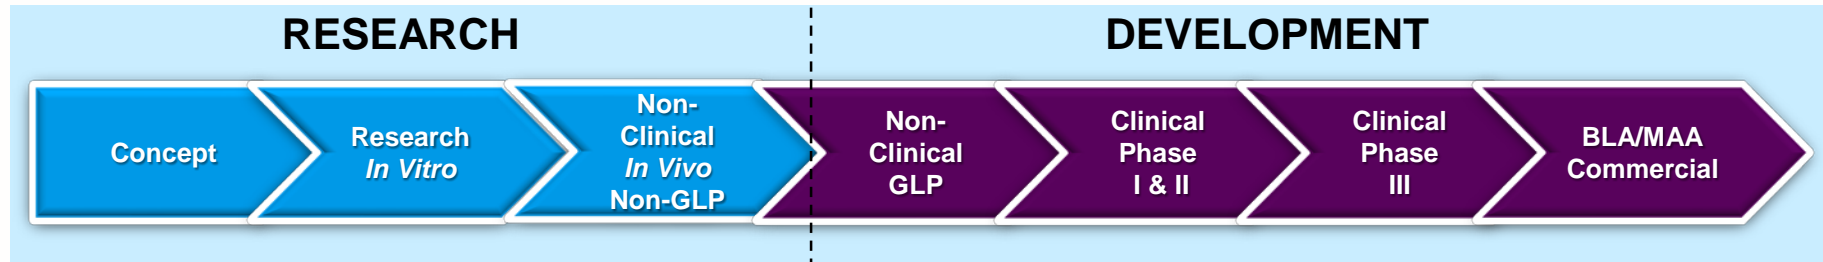 RESEARCH
DEVELOPMENT
Concept
Research
In Vitro
Non-
Clinical
In Vivo
Non-GLP
Non-
Clinical
GLP
Clinical
Phase
I & II
Clinical
Phase
III
BLA/MAA
Commercial